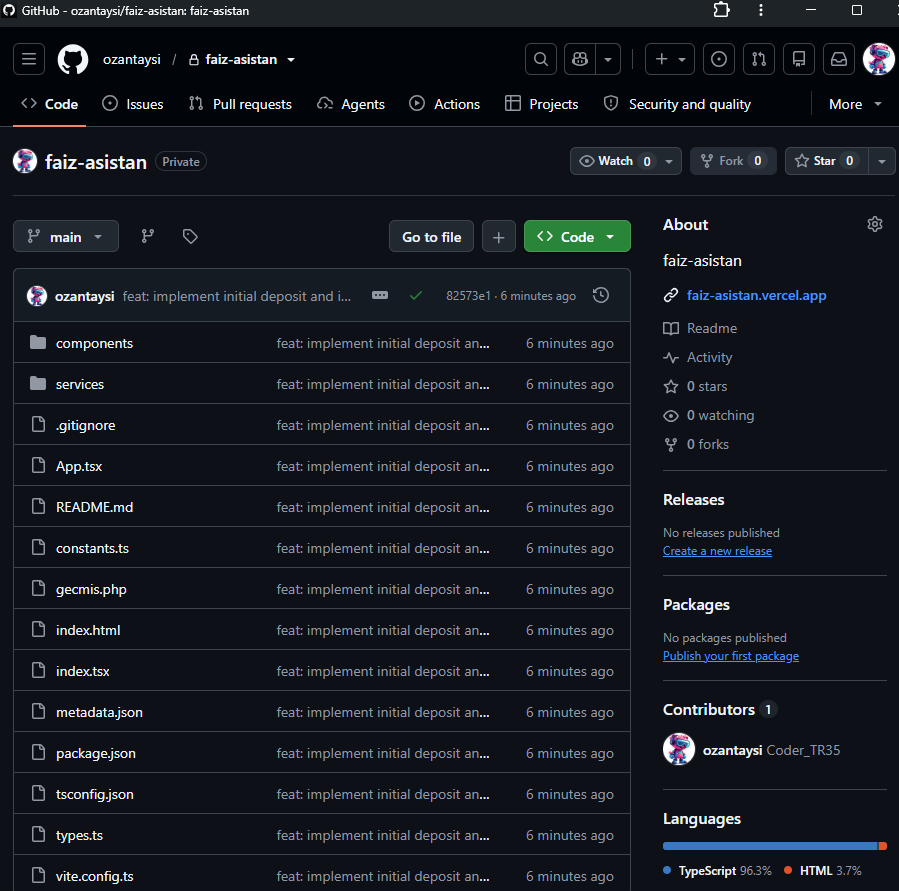 GitHub - ozantaysi/faiz-asistan: faiz-asistan
ozantaysi / faiz-asistan
Code Issues Pull requests Agents Actions Projects Security and quality More
faiz-asistan Private
Watch 0 Fork 0 Star 0
main Go to file Code
ozantaysi feat: implement initial deposit and i... 82573e1 · 6 minutes ago
components feat: implement initial deposit an... 6 minutes ago
services feat: implement initial deposit an... 6 minutes ago
.gitignore feat: implement initial deposit an... 6 minutes ago
App.tsx feat: implement initial deposit an... 6 minutes ago
README.md feat: implement initial deposit an... 6 minutes ago
constants.ts feat: implement initial deposit an... 6 minutes ago
gecmis.php feat: implement initial deposit an... 6 minutes ago
index.html feat: implement initial deposit an... 6 minutes ago
index.tsx feat: implement initial deposit an... 6 minutes ago
metadata.json feat: implement initial deposit an... 6 minutes ago
package.json feat: implement initial deposit an... 6 minutes ago
tsconfig.json feat: implement initial deposit an... 6 minutes ago
types.ts feat: implement initial deposit an... 6 minutes ago
vite.config.ts feat: implement initial deposit an... 6 minutes ago
About
faiz-asistan
faiz-asistan.vercel.app
Readme
Activity
0 stars
0 watching
0 forks
Releases
No releases published
Create a new release
Packages
No packages published
Publish your first package
Contributors 1
ozantaysi Coder_TR35
Languages
TypeScript 96.3% HTML 3.7%